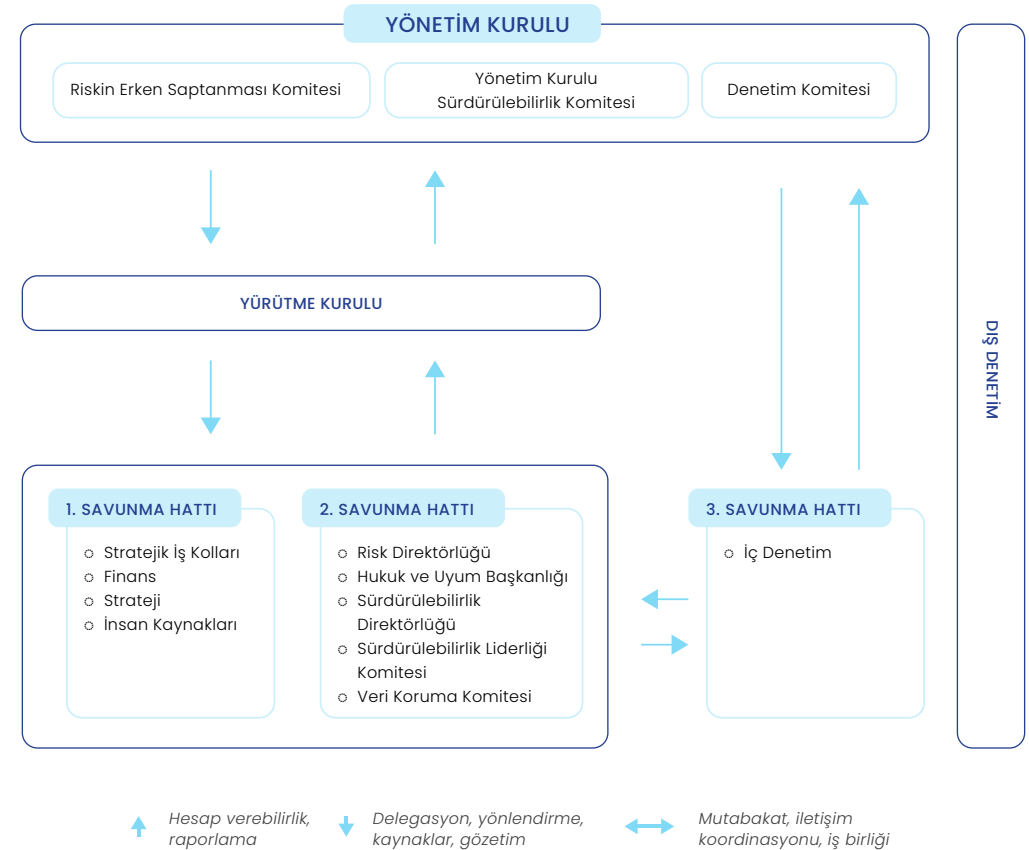 YÖNETİM KURULU
Riskin Erken Saptanması Komitesi
Yönetim Kurulu
Sürdürülebilirlik Komitesi
Denetim Komitesi
YÜRÜTME KURULU
DIŞ DENETİM
1. SAVUNMA HATTI
Stratejik İş Kolları
Finans
Strateji
İnsan Kaynakları
2. SAVUNMA HATTI
Risk Direktörlüğü
Hukuk ve Uyum Başkanlığı
Sürdürülebilirlik
Direktörlüğü
Sürdürülebilirlik Liderliği
Komitesi
Veri Koruma Komitesi
3. SAVUNMA HATTI
İç Denetim
Hesap verebilirlik,
raporlama
Delegasyon, yönlendirme,
kaynaklar, gözetim
Mutabakat, iletişim
koordinasyonu, iş birliği